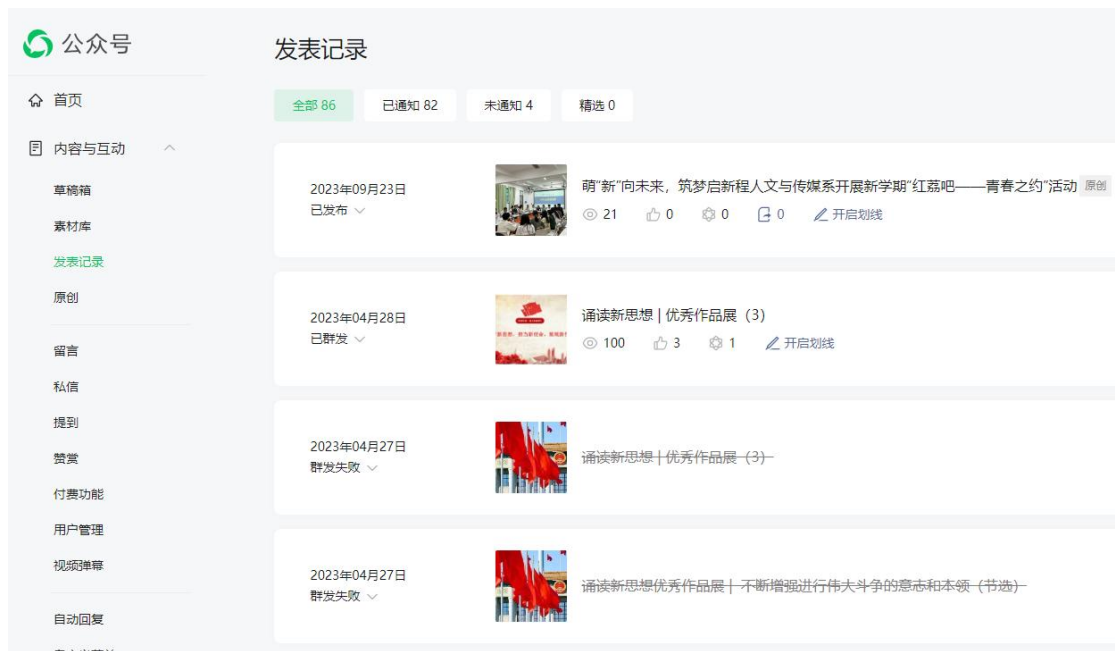 公众号
首页
内容与互动
草稿箱
素材库
发表记录
原创
留言
私信
提到
赞赏
付费功能
用户管理
视频弹幕
自动回复
发表记录
全部 86
已通知 82
未通知 4
精选 0
2023年09月23日
已发布
萌“新”向未来，筑梦启新程人文与传媒系开展新学期“红荔吧——青春之约”活动 原创
21 0 0 0 开启划线
2023年04月28日
已群发
诵读新思想 | 优秀作品展（3）
100 3 1 开启划线
2023年04月27日
群发失败
诵读新思想 | 优秀作品展（3）
2023年04月27日
群发失败
诵读新思想优秀作品展 | 不断增强进行伟大斗争的意志和本领（节选）